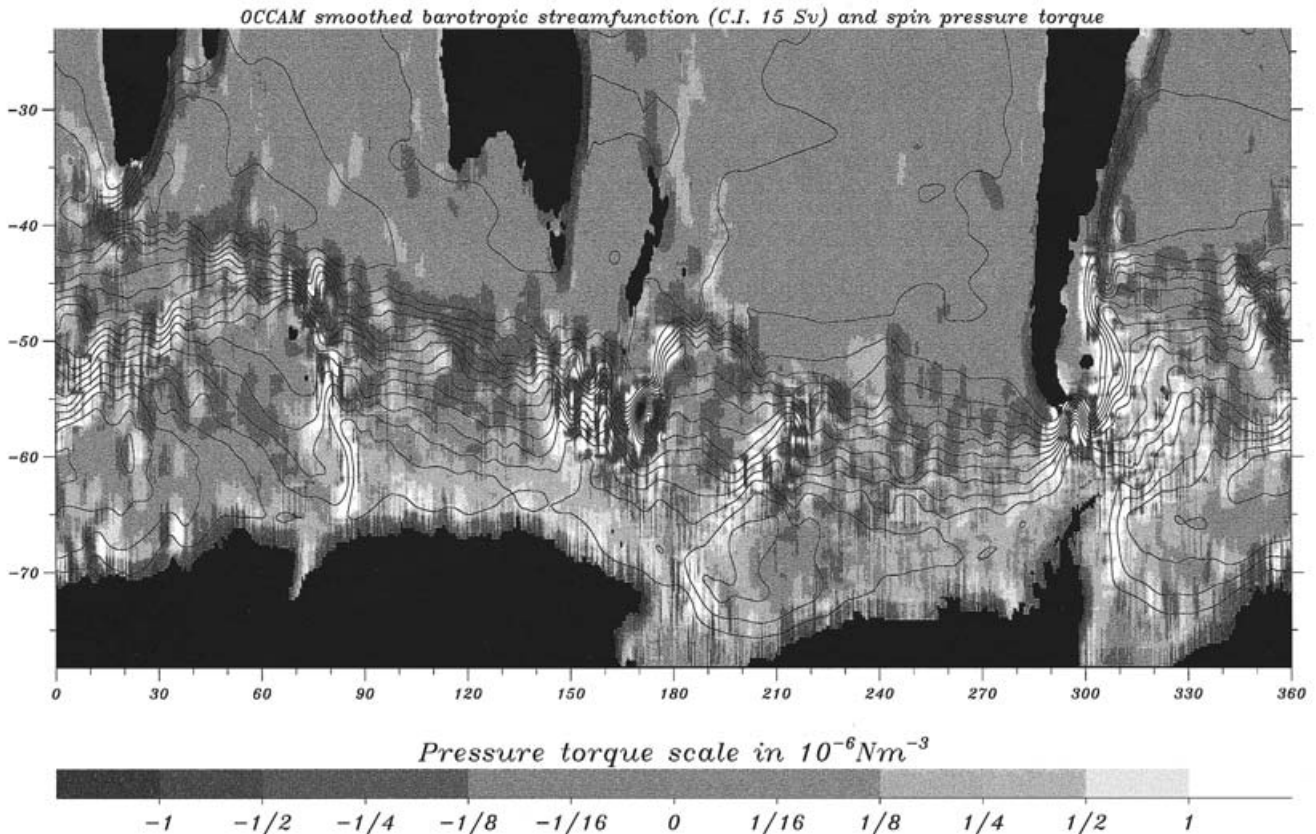 OCCAM smoothed barotropic streamfunction (C.I. 15 Sv) and spin pressure torque
-30
-40
-50
-60
-70
0 30 60 90 120 150 180 210 240 270 300 330 360
Pressure torque scale in 10⁻⁶Nm⁻³
-1 -1/2 -1/4 -1/8 -1/16 0 1/16 1/8 1/4 1/2 1